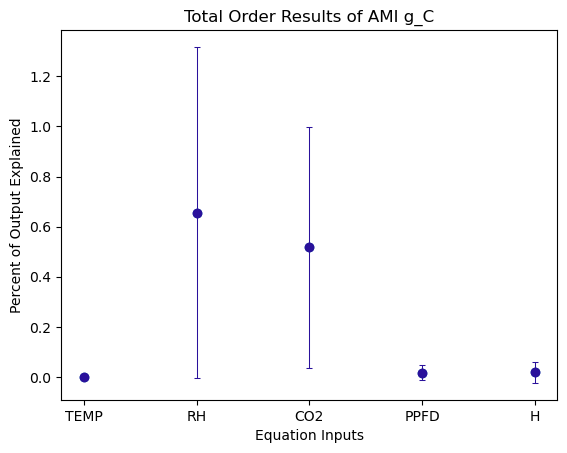 Total Order Results of AMI g_C
Percent of Output Explained
1.2
1.0
0.8
0.6
0.4
0.2
0.0
TEMP RH CO2 PPFD H
Equation Inputs